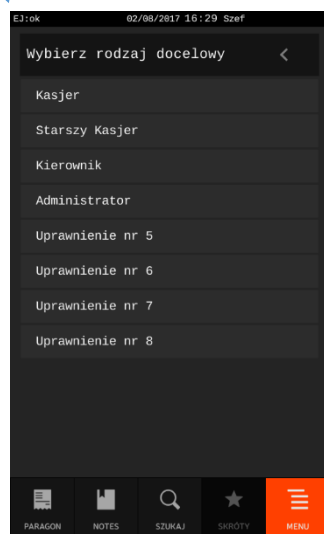 EJ:ok 02/08/2017 16:29 Szef
Wybierz rodzaj docelowy
Kasjer
Starszy Kasjer
Kierownik
Administrator
Uprawnienie nr 5
Uprawnienie nr 6
Uprawnienie nr 7
Uprawnienie nr 8
PARAGON NOTES SZUKAJ SKRÓTY MENU